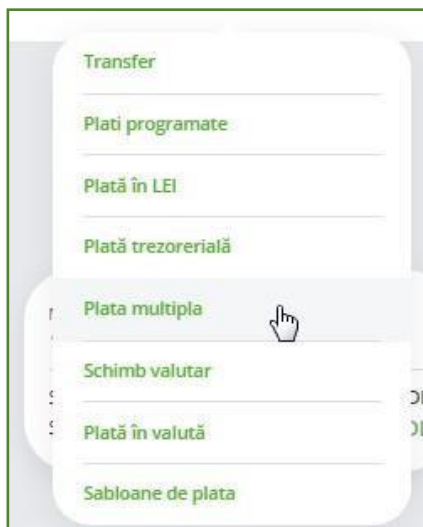 Transfer
Plati programate
Plată în LEI
Plată trezorerială
Plata multipla
Schimb valutar
Plată în valută
Sabloane de plata